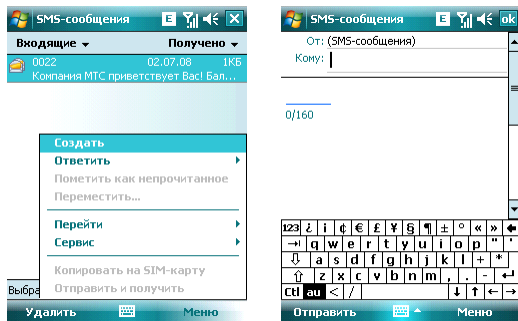 SMS-сообщения E ok
Входящие Получено
0022 02.07.08 1КБ
Компания МТС приветствует Вас! Бал...
Создать
Ответить
Пометить как непрочитанное
Переместить...
Перейти
Сервис
Копировать на SIM-карту
Отправить и получить
Выбра
Удалить Меню
SMS-сообщения E ok
От: (SMS-сообщения)
Кому:
0/160
123 ¿ ¡ ¢ € £ ¥ § ¶ ± ° « »
q w e r t y u i o p " '
a s d f g h j k l + *
z x c v b n m , . -
Ctl au < /
Отправить Меню